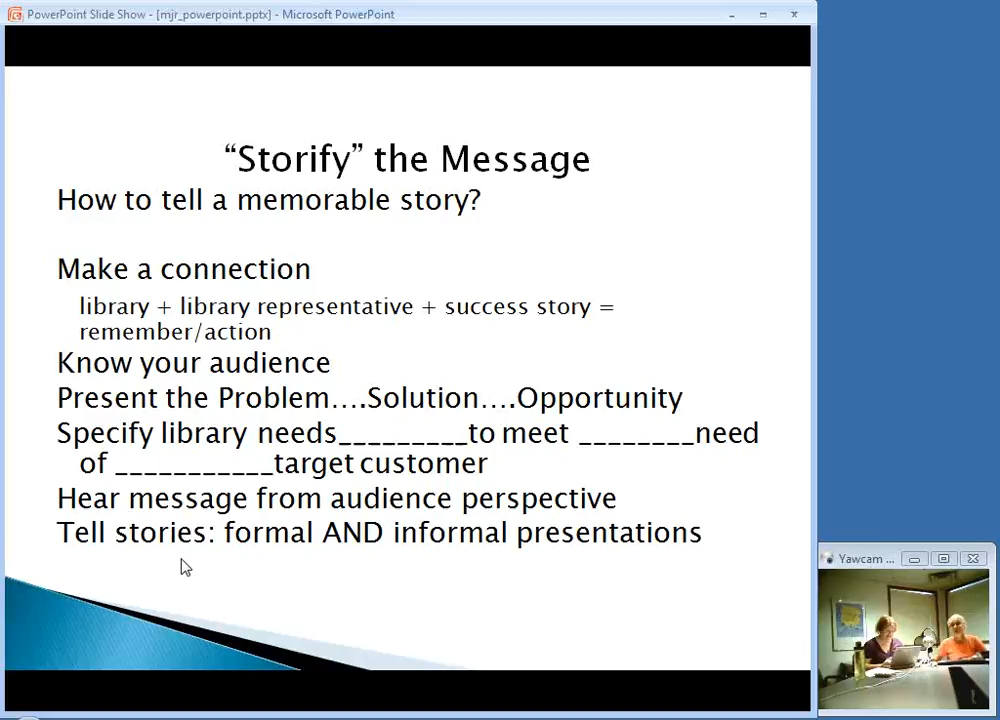 PowerPoint Slide Show - [mjr_powerpoint.pptx] - Microsoft PowerPoint
“Storify” the Message
How to tell a memorable story?
Make a connection
library + library representative + success story =
remember/action
Know your audience
Present the Problem....Solution....Opportunity
Specify library needs_________to meet ________need
of ___________target customer
Hear message from audience perspective
Tell stories: formal AND informal presentations
Yawcam ...